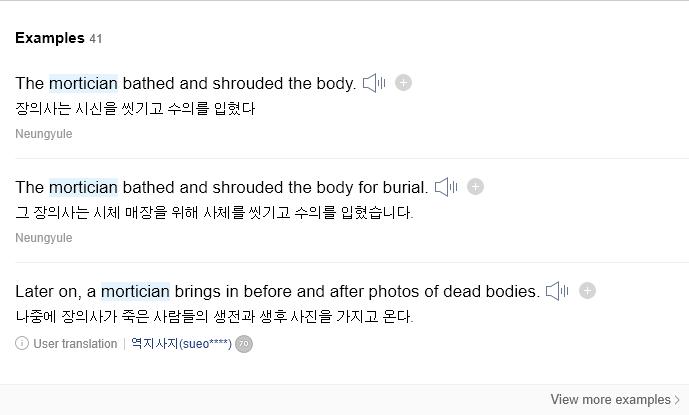 Examples 41
The mortician bathed and shrouded the body.
장의사는 시신을 씻기고 수의를 입혔다
Neungyule
The mortician bathed and shrouded the body for burial.
그 장의사는 시체 매장을 위해 사체를 씻기고 수의를 입혔습니다.
Neungyule
Later on, a mortician brings in before and after photos of dead bodies.
나중에 장의사가 죽은 사람들의 생전과 생후 사진을 가지고 온다.
User translation | 역지사지(sueo****) 70
View more examples